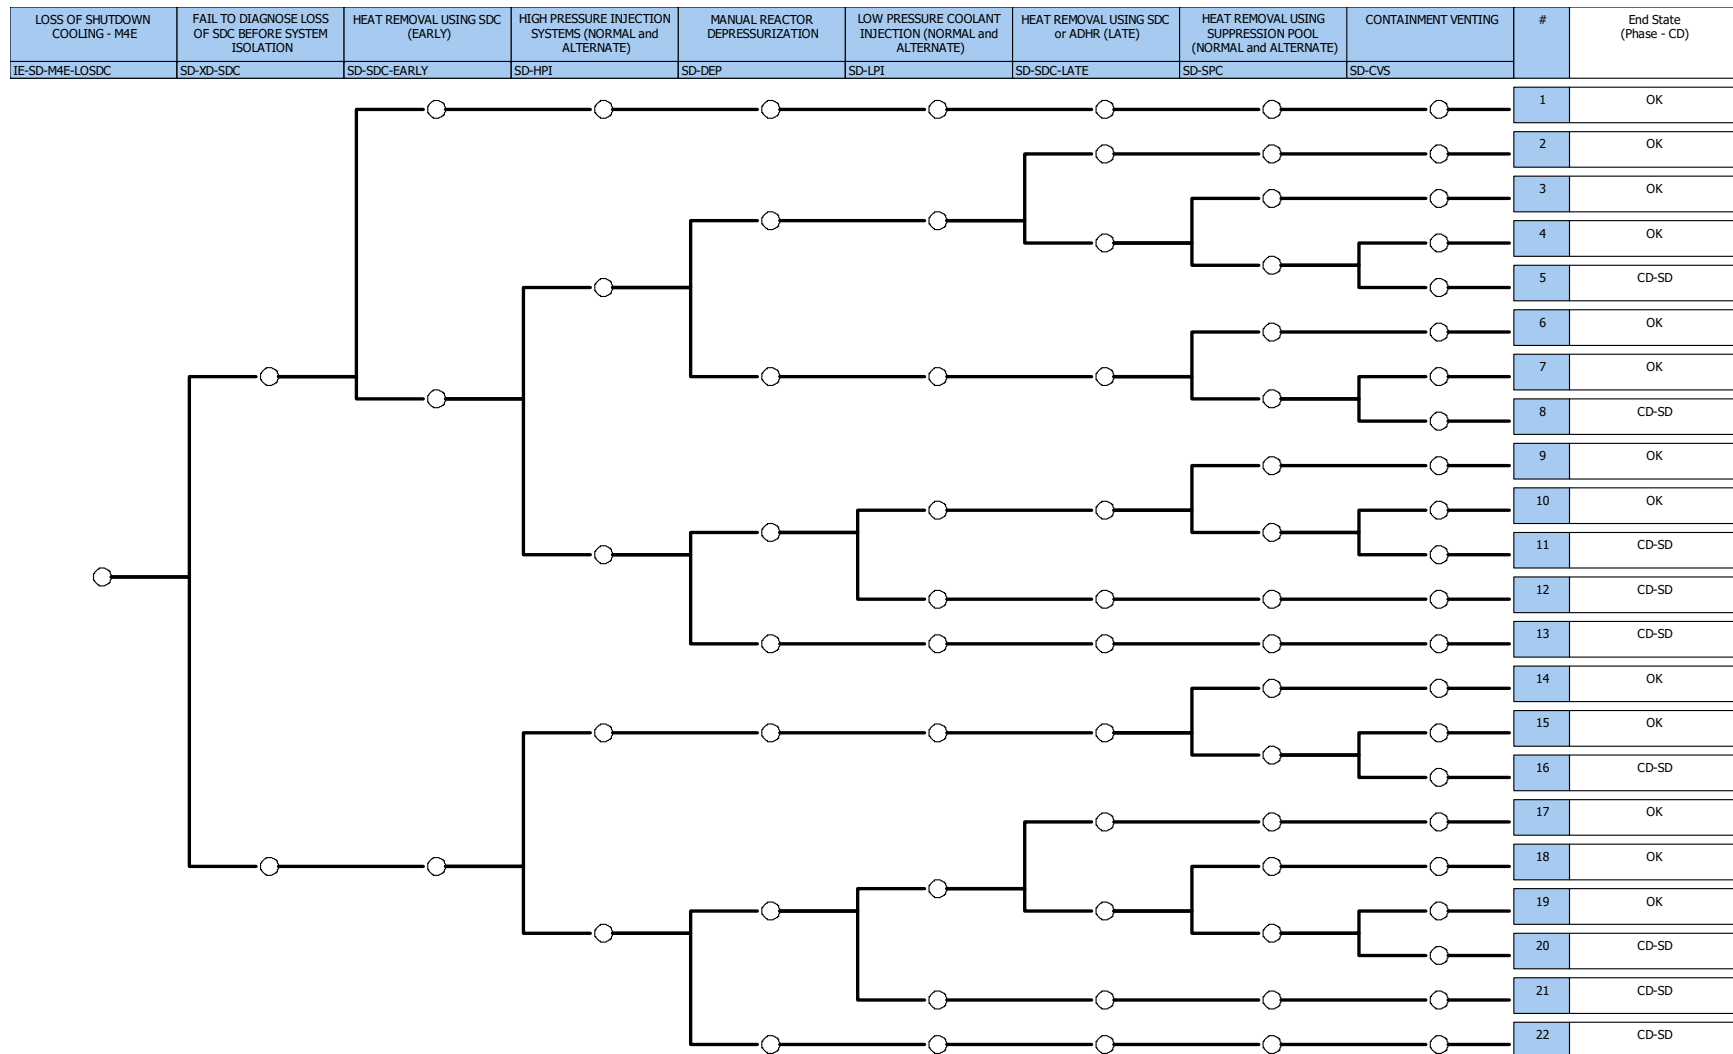 LOSS OF SHUTDOWN
COOLING - M4E
IE-SD-M4E-LOSDC
FAIL TO DIAGNOSE LOSS
OF SDC BEFORE SYSTEM
ISOLATION
SD-XD-SDC
HEAT REMOVAL USING SDC
(EARLY)
SD-SDC-EARLY
HIGH PRESSURE INJECTION
SYSTEMS (NORMAL and
ALTERNATE)
SD-HPI
MANUAL REACTOR
DEPRESSURIZATION
SD-DEP
LOW PRESSURE COOLANT
INJECTION (NORMAL and
ALTERNATE)
SD-LPI
HEAT REMOVAL USING SDC
or ADHR (LATE)
SD-SDC-LATE
HEAT REMOVAL USING
SUPPRESSION POOL
(NORMAL and ALTERNATE)
SD-SPC
CONTAINMENT VENTING
SD-CVS
#
End State
(Phase - CD)
1 OK
2 OK
3 OK
4 OK
5 CD-SD
6 OK
7 OK
8 CD-SD
9 OK
10 OK
11 CD-SD
12 CD-SD
13 CD-SD
14 OK
15 OK
16 CD-SD
17 OK
18 OK
19 OK
20 CD-SD
21 CD-SD
22 CD-SD